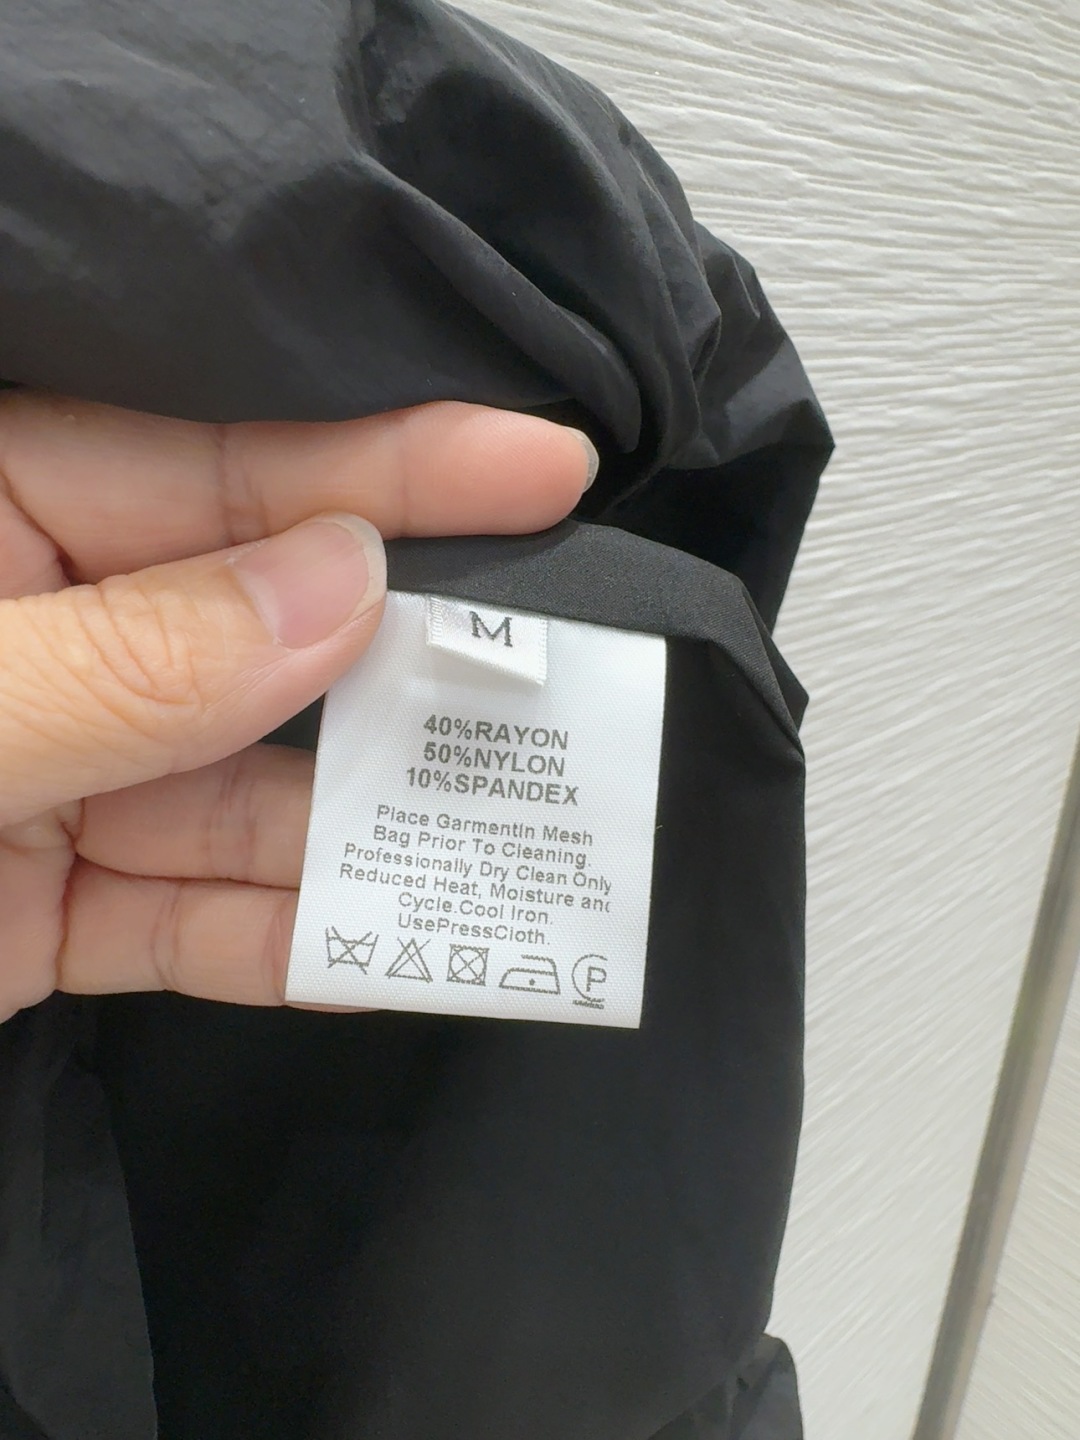 M
40%RAYON
50%NYLON
10%SPANDEX
Place GarmentIn Mesh
Bag Prior To Cleaning.
Professionally Dry Clean Only
Reduced Heat, Moisture and
Cycle.Cool Iron.
UsePressCloth.
P